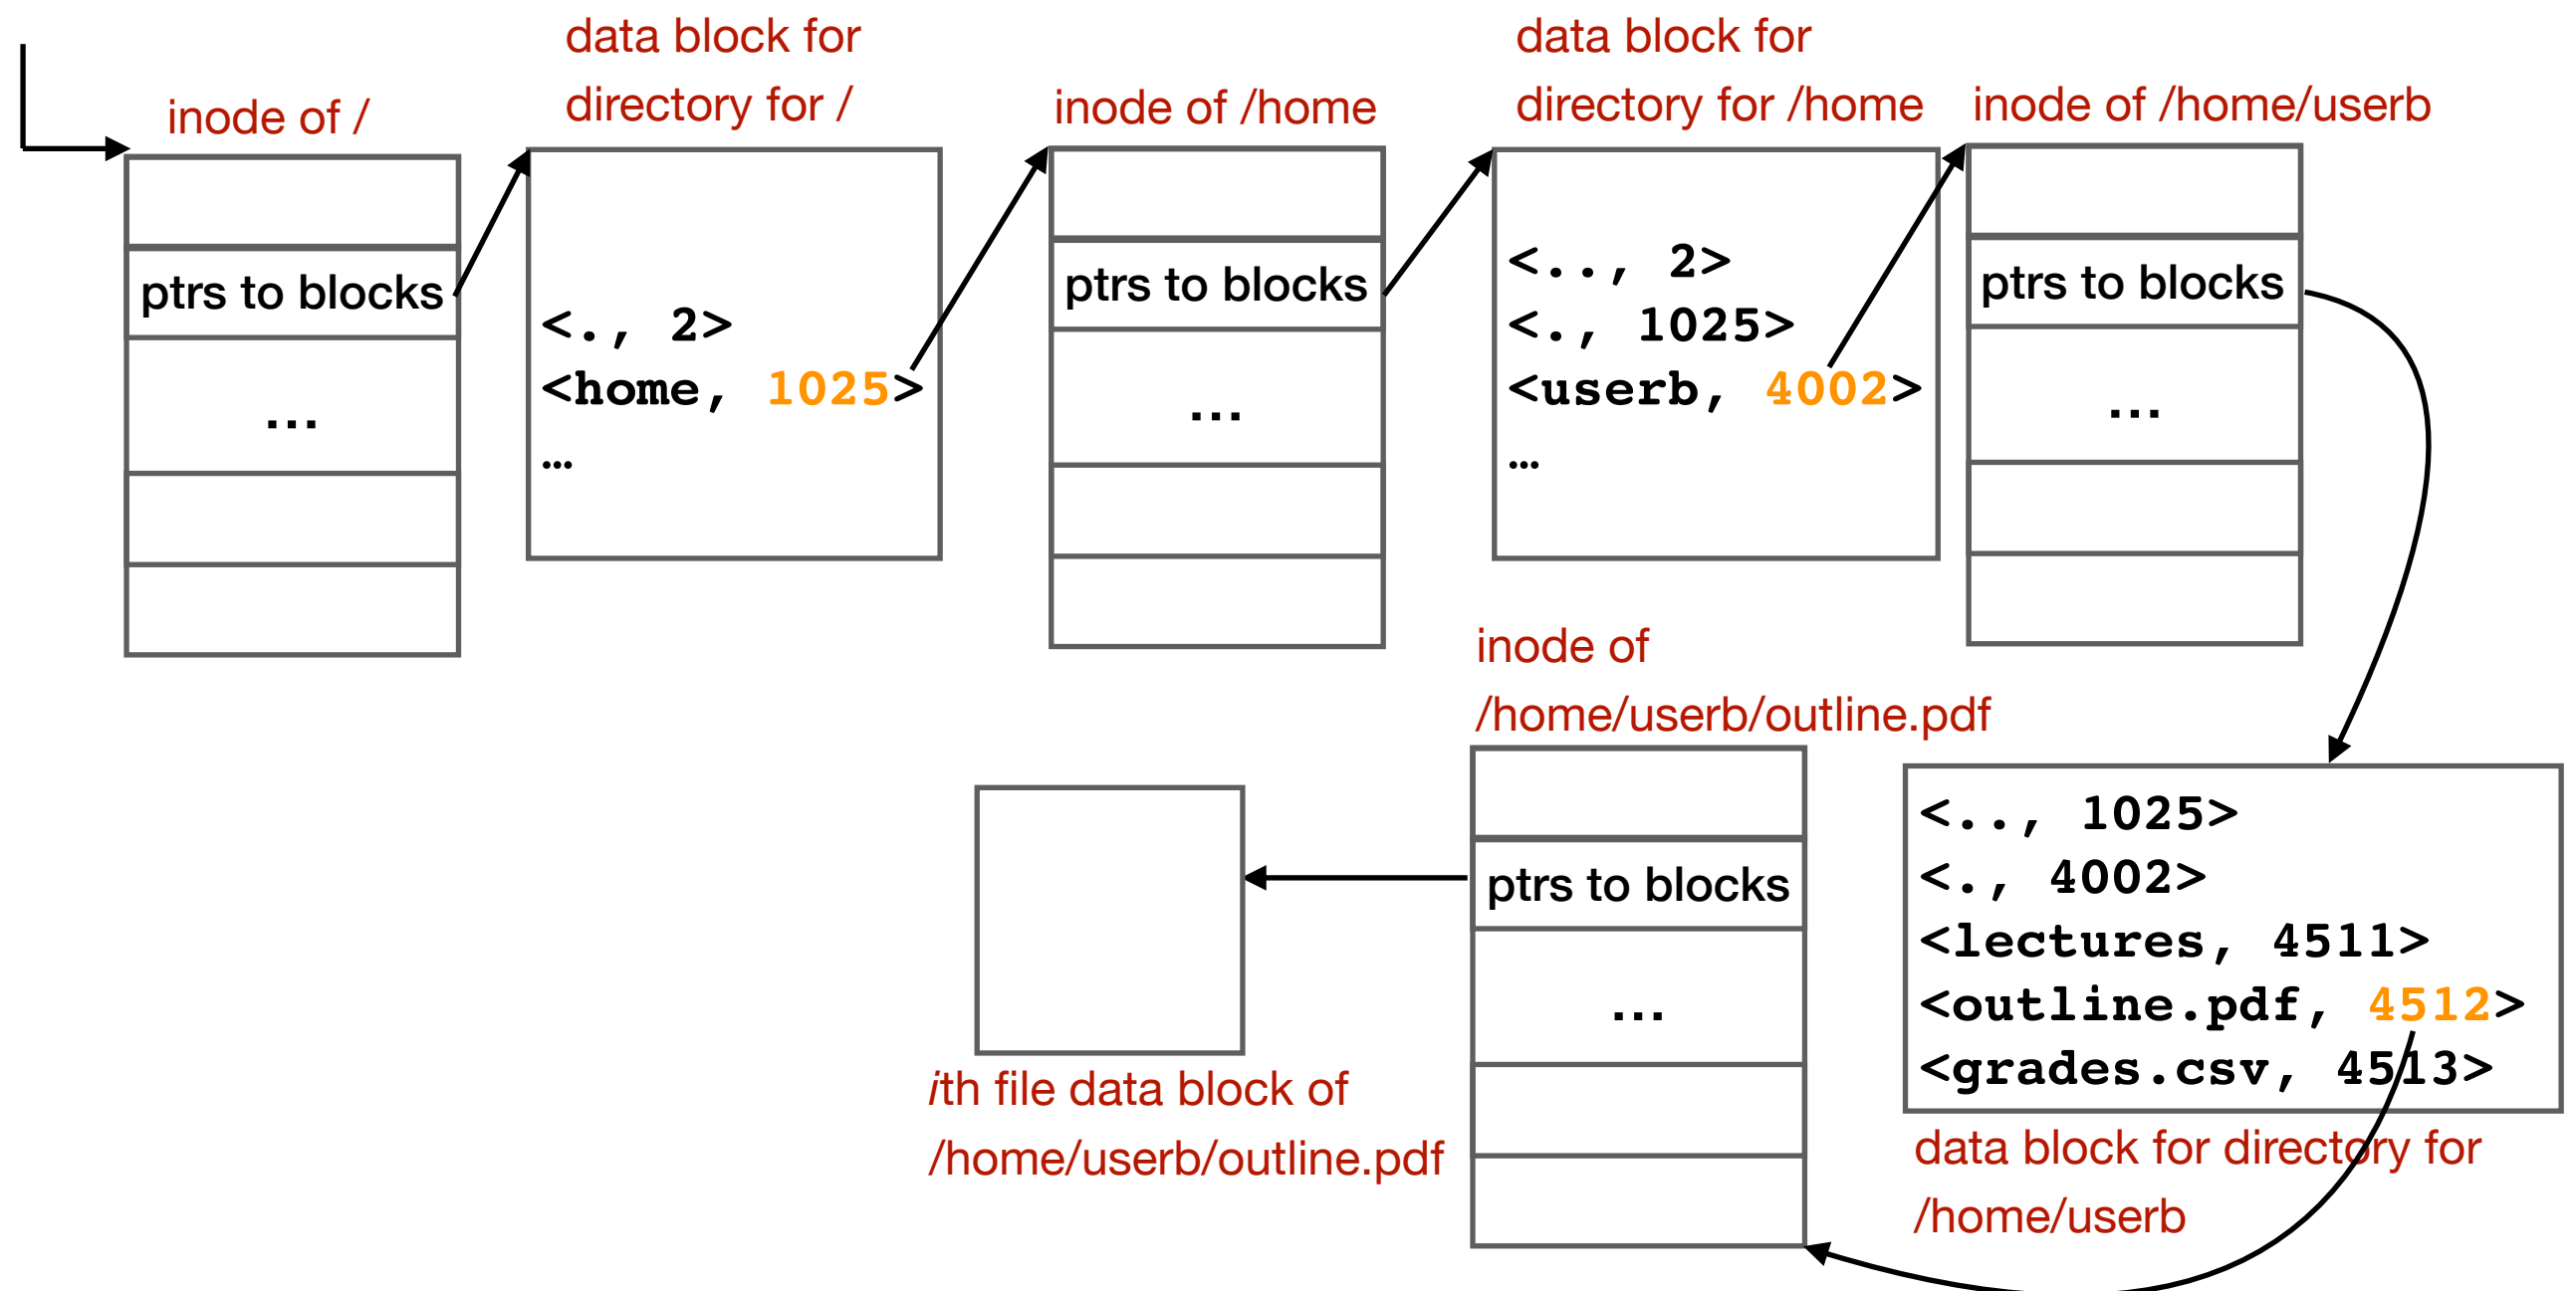 inode of /
ptrs to blocks
...
data block for
directory for /
<., 2>
<home, 1025>
...
inode of /home
ptrs to blocks
...
data block for
directory for /home
<.., 2>
<., 1025>
<userb, 4002>
...
inode of /home/userb
ptrs to blocks
...
<.., 1025>
<., 4002>
<lectures, 4511>
<outline.pdf, 4512>
<grades.csv, 4513>
data block for directory for
/home/userb
inode of
/home/userb/outline.pdf
ptrs to blocks
...
ith file data block of
/home/userb/outline.pdf